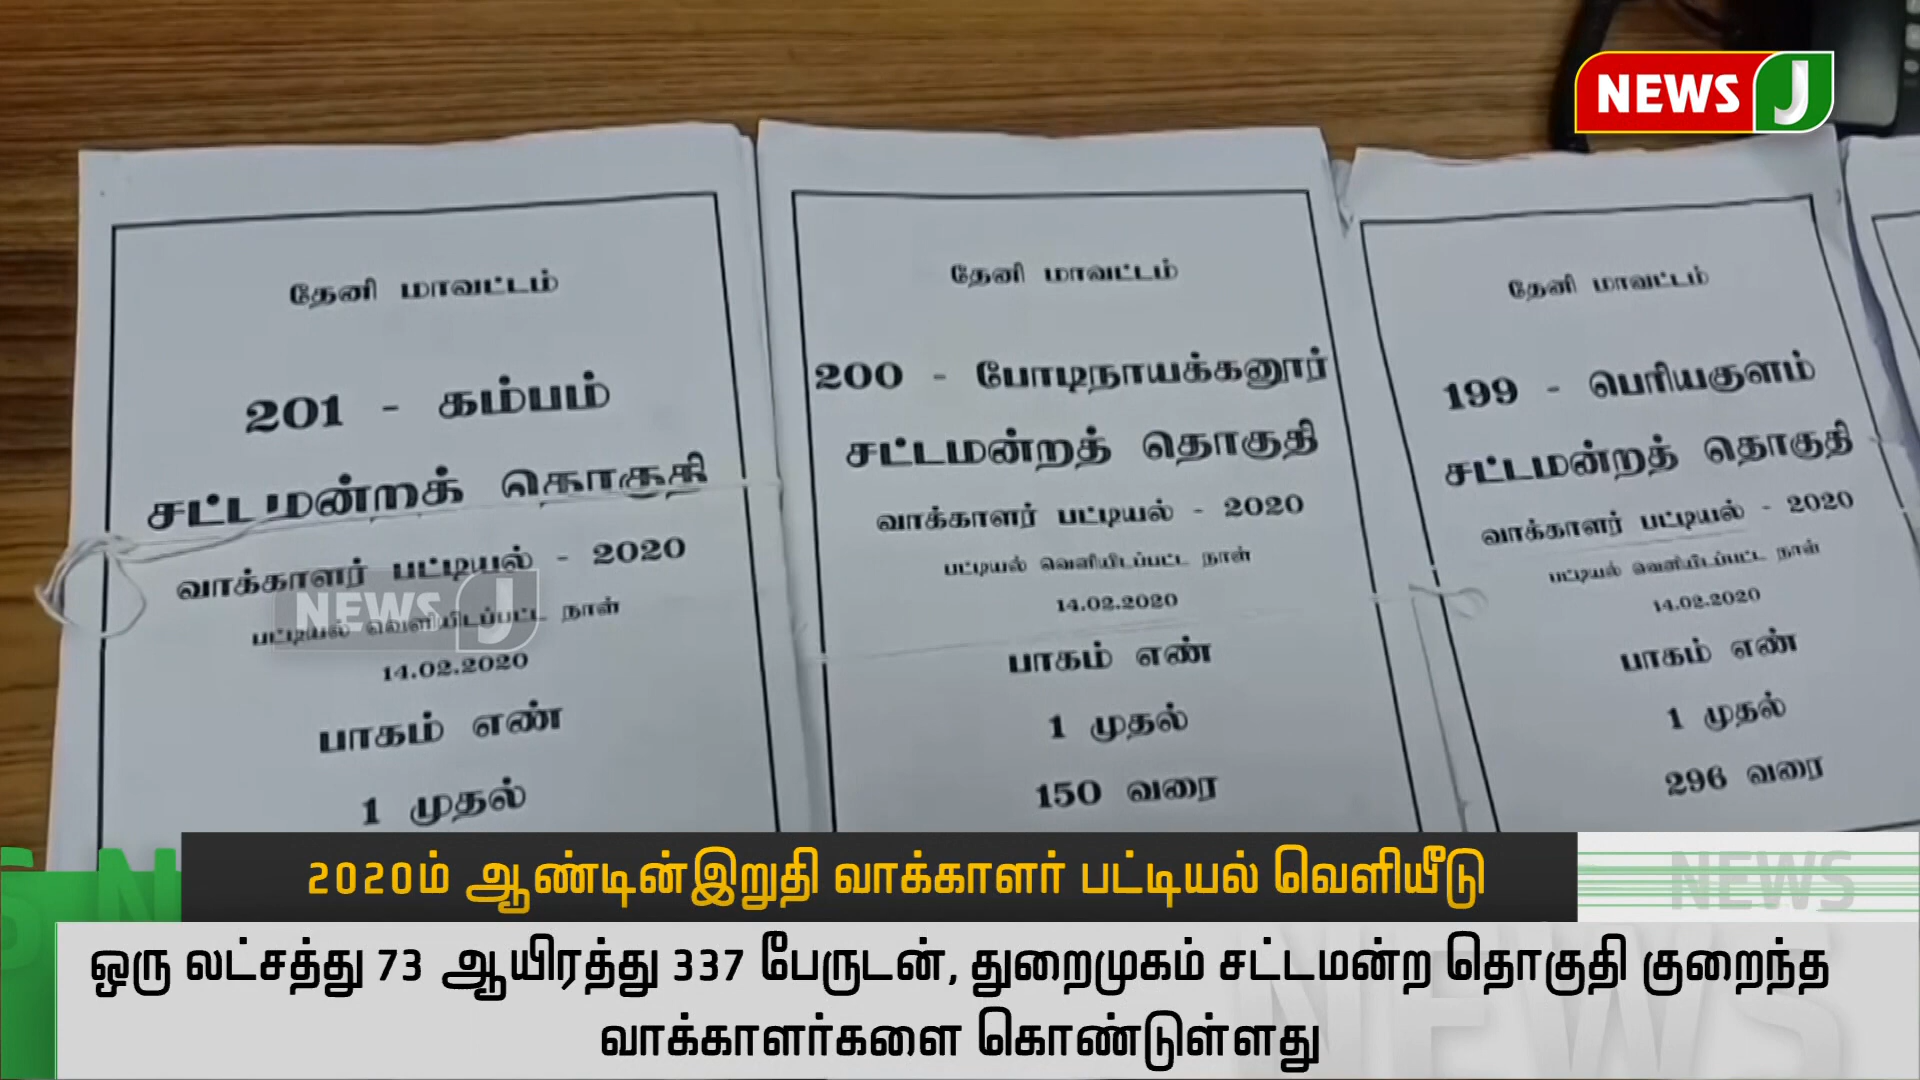 NEWS J
தேனி மாவட்டம்
201 - கம்பம்
சட்டமன்றத் தொகுதி
வாக்காளர் பட்டியல் - 2020
பட்டியல் வெளியிடப்பட்ட நாள்
14.02.2020
பாகம் எண்
1 முதல்
தேனி மாவட்டம்
200 - போடிநாயக்கனூர்
சட்டமன்றத் தொகுதி
வாக்காளர் பட்டியல் - 2020
பட்டியல் வெளியிடப்பட்ட நாள்
14.02.2020
பாகம் எண்
1 முதல்
150 வரை
தேனி மாவட்டம்
199 - பெரியகுளம்
சட்டமன்றத் தொகுதி
வாக்காளர் பட்டியல் - 2020
பட்டியல் வெளியிடப்பட்ட நாள்
14.02.2020
பாகம் எண்
1 முதல்
296 வரை
NEWS J
2020ம் ஆண்டின்இறுதி வாக்காளர் பட்டியல் வெளியீடு
NEWS
ஒரு லட்சத்து 73 ஆயிரத்து 337 பேருடன், துறைமுகம் சட்டமன்ற தொகுதி குறைந்த
வாக்காளர்களை கொண்டுள்ளது
NEWS